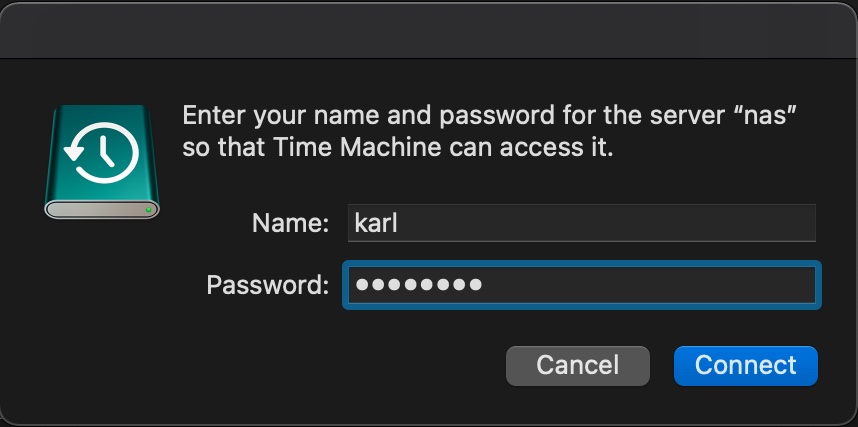 Enter your name and password for the server “nas”
so that Time Machine can access it.
Name: karl
Password: ••••••••
Cancel Connect